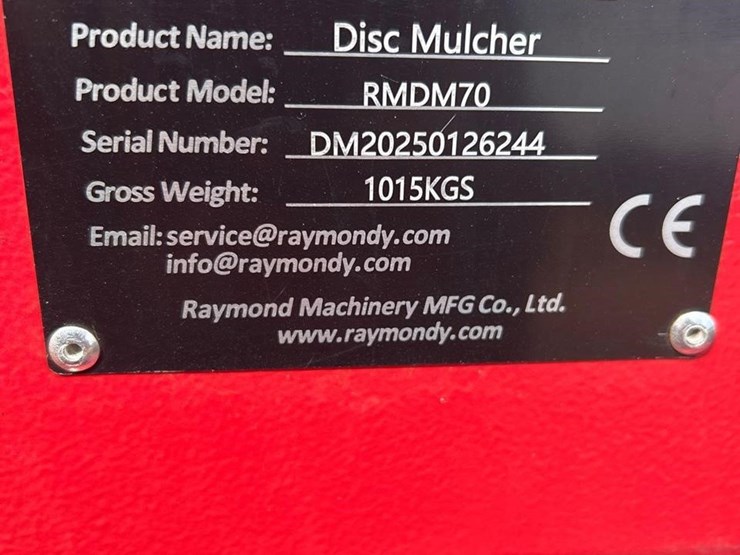 Product Name: Disc Mulcher
Product Model: RMDM70
Serial Number: DM20250126244
Gross Weight: 1015KGS
Email: service@raymondy.com
info@raymondy.com
CE
Raymond Machinery MFG Co., Ltd.
www.raymondy.com